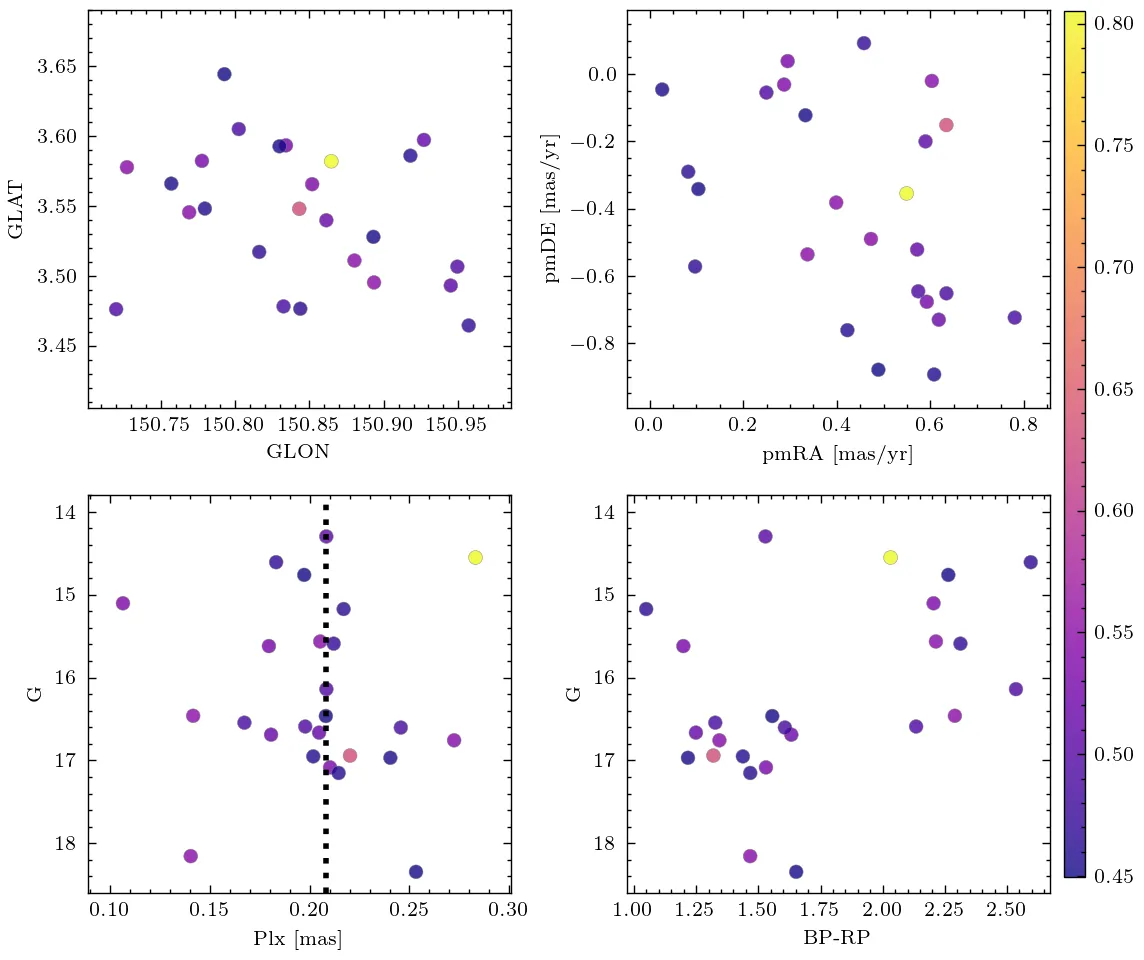 3.65
3.60
3.55
3.50
3.45
GLAT
150.75 150.80 150.85 150.90 150.95
GLON
0.0
−0.2
−0.4
−0.6
−0.8
pmDE [mas/yr]
0.0 0.2 0.4 0.6 0.8
pmRA [mas/yr]
0.80
0.75
0.70
0.65
0.60
0.55
0.50
0.45
14
15
16
17
18
G
0.10 0.15 0.20 0.25 0.30
Plx [mas]
14
15
16
17
18
G
1.00 1.25 1.50 1.75 2.00 2.25 2.50
BP-RP